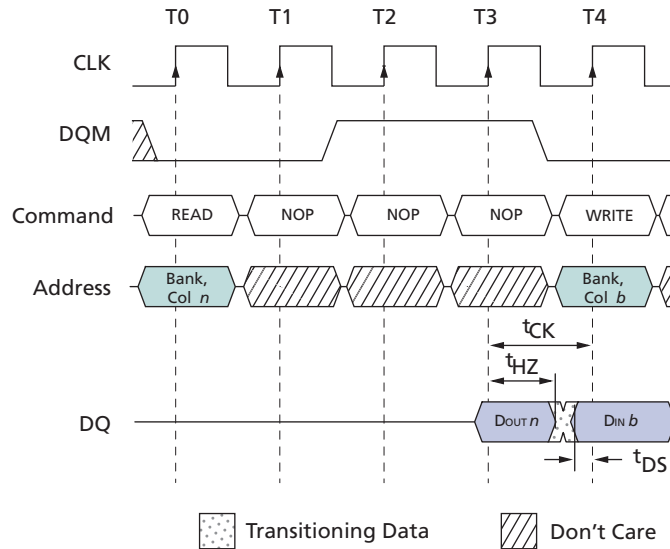 T0 T1 T2 T3 T4
CLK
DQM
Command READ NOP NOP NOP WRITE
Address Bank, Col n Bank, Col b
tCK
tHZ
DQ DOUT n DIN b
tDS
Transitioning Data Don't Care